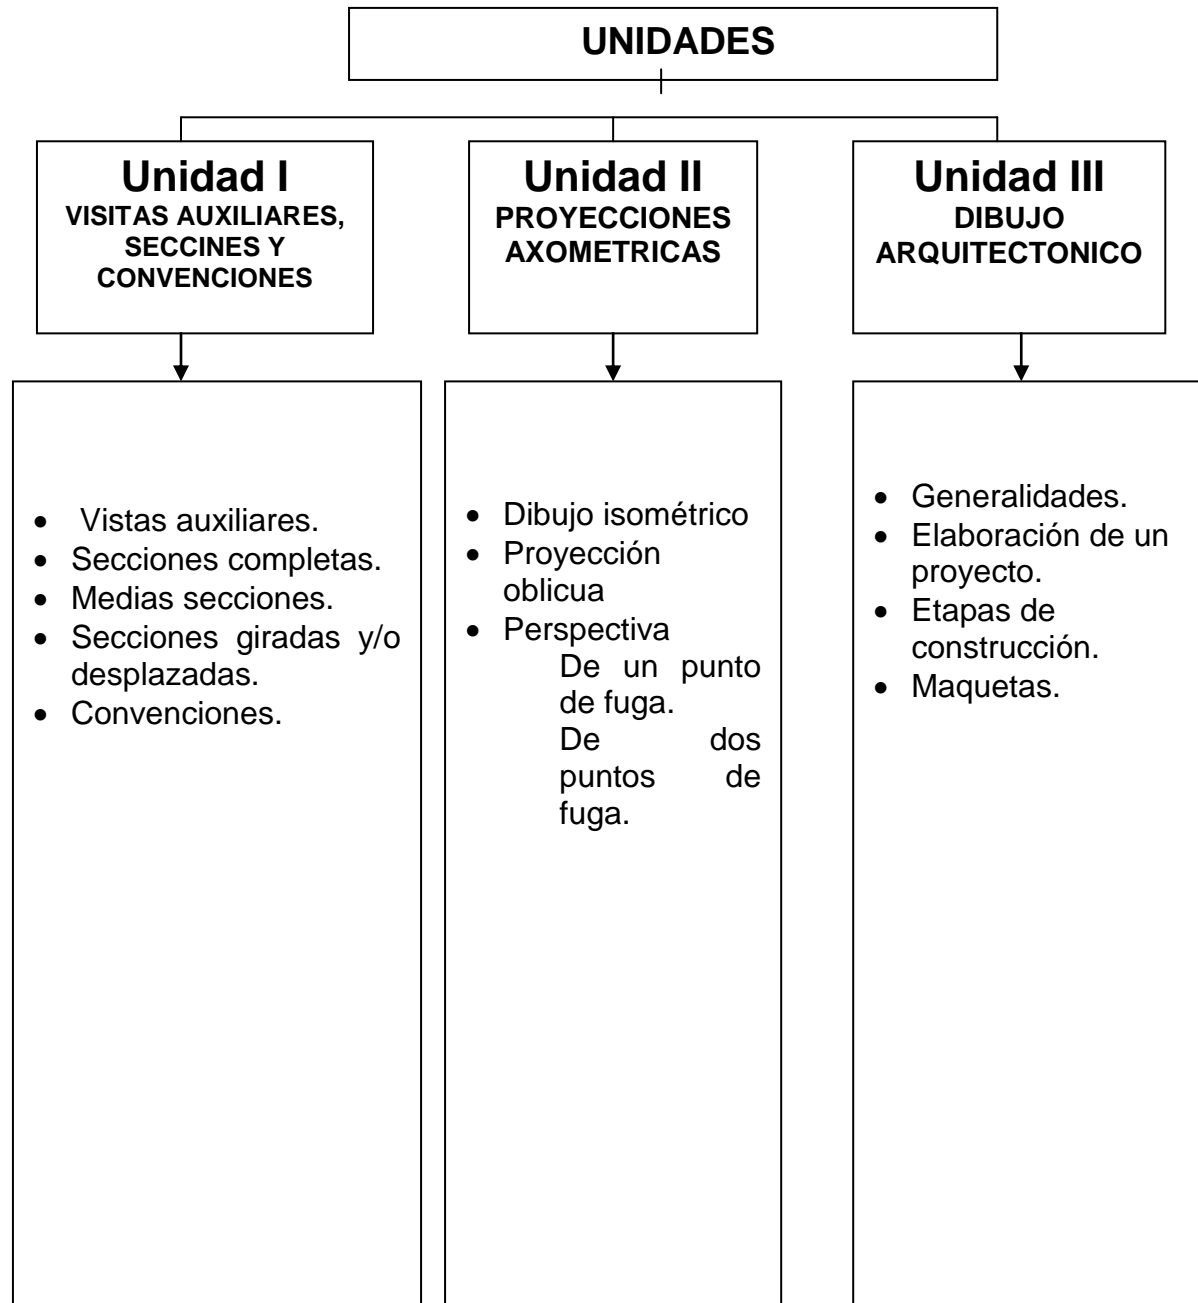 UNIDADES
Unidad I
VISITAS AUXILIARES,
SECCINES Y
CONVENCIONES
Unidad II
PROYECCIONES
AXOMETRICAS
Unidad III
DIBUJO
ARQUITECTONICO
• Vistas auxiliares.
• Secciones completas.
• Medias secciones.
• Secciones giradas y/o
desplazadas.
• Convenciones.
• Dibujo isométrico
• Proyección
oblicua
• Perspectiva
De un punto
de fuga.
De dos
puntos de
fuga.
• Generalidades.
• Elaboración de un
proyecto.
• Etapas de
construcción.
• Maquetas.